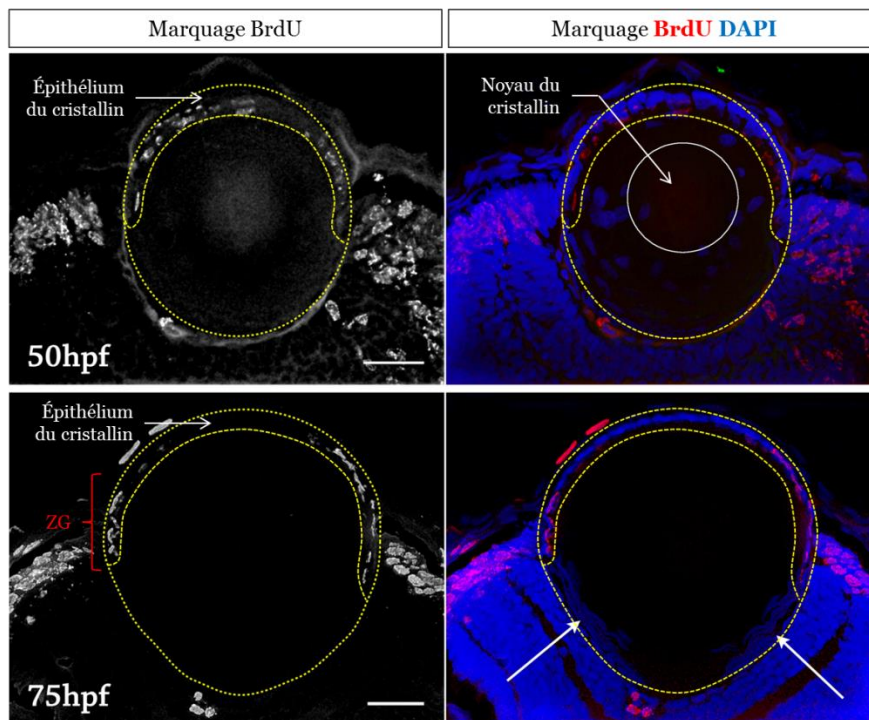 Marquage BrdU
Marquage BrdU DAPI
Épithélium
du cristallin
50hpf
Noyau du
cristallin
Épithélium
du cristallin
ZG
75hpf